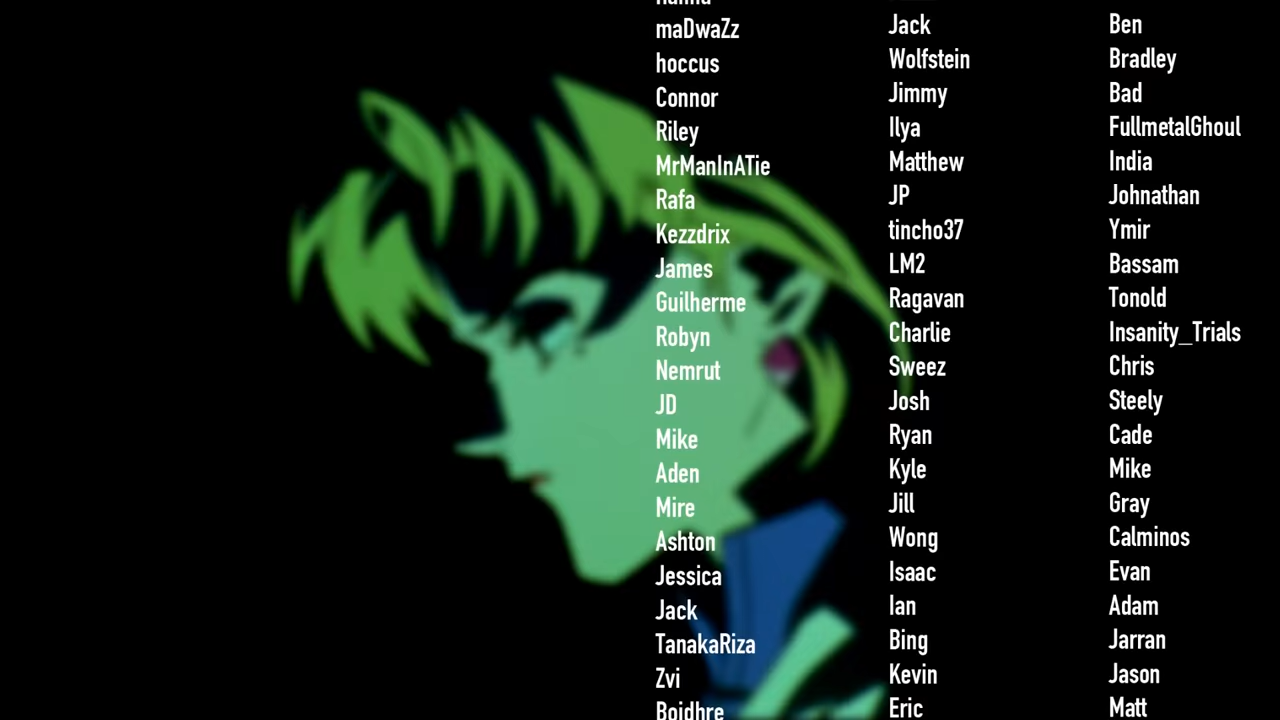 maDwaZz
hoccus
Connor
Riley
MrManInATie
Rafa
Kezzdrix
James
Guilherme
Robyn
Nemrut
JD
Mike
Aden
Mire
Ashton
Jessica
Jack
TanakaRiza
Zvi
Boidhre
Jack
Wolfstein
Jimmy
Ilya
Matthew
JP
tincho37
LM2
Ragavan
Charlie
Sweez
Josh
Ryan
Kyle
Jill
Wong
Isaac
Ian
Bing
Kevin
Eric
Ben
Bradley
Bad
FullmetalGhoul
India
Johnathan
Ymir
Bassam
Tonold
Insanity_Trials
Chris
Steely
Cade
Mike
Gray
Calminos
Evan
Adam
Jarran
Jason
Matt